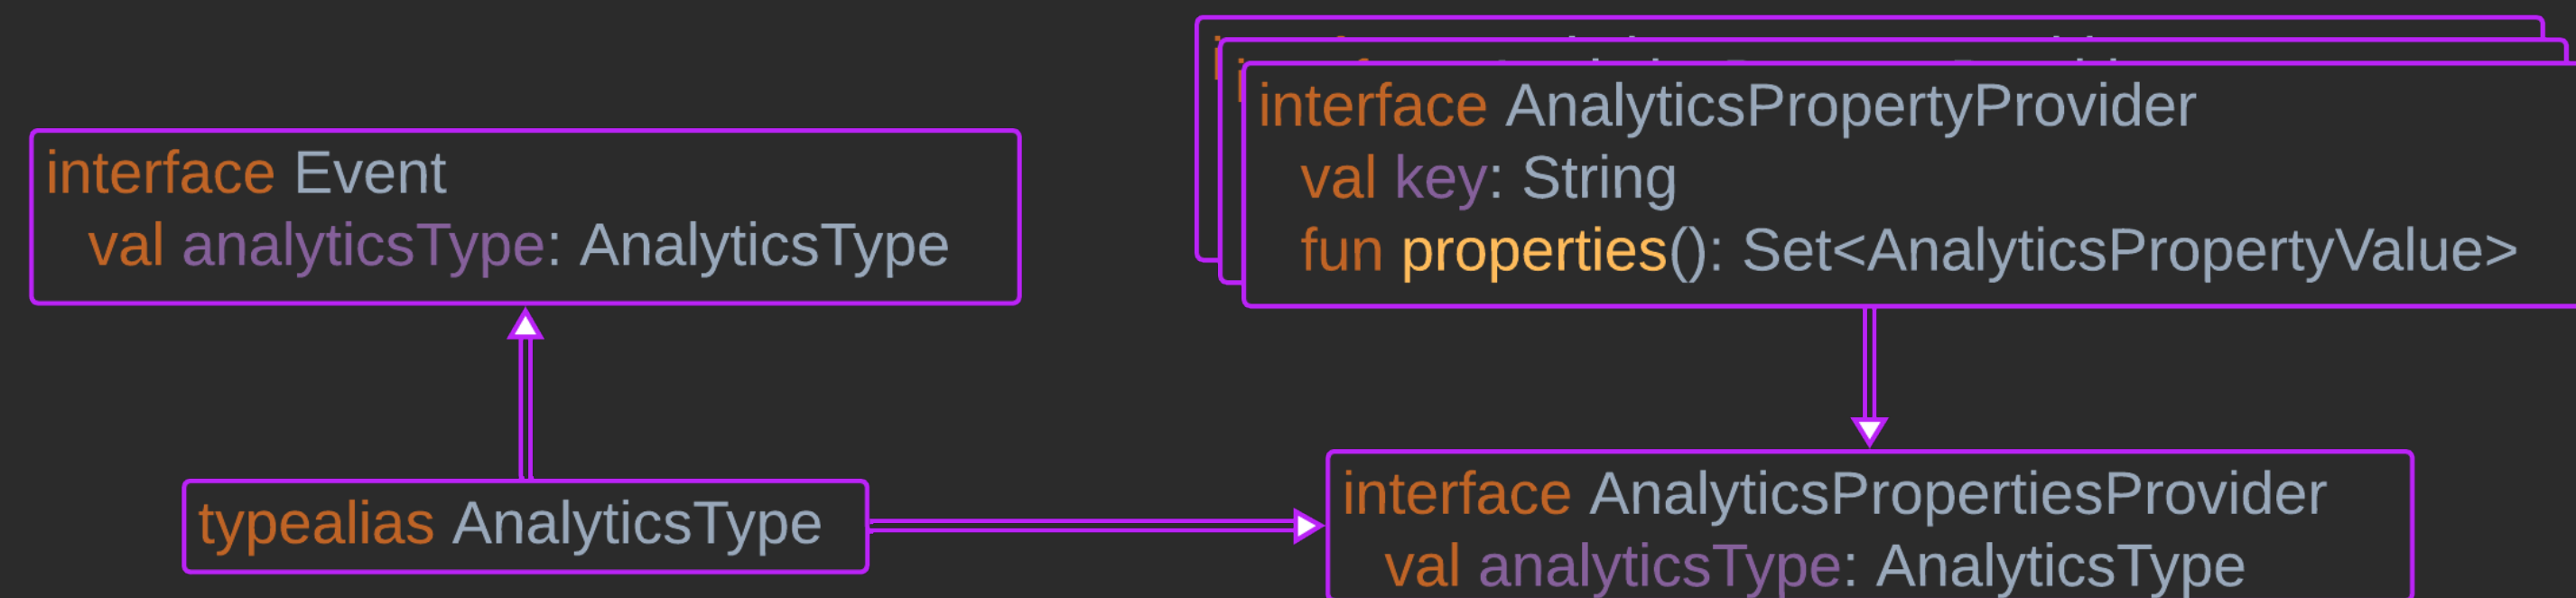 interface Event
val analyticsType: AnalyticsType
typealias AnalyticsType
interface AnalyticsPropertyProvider
val key: String
fun properties(): Set<AnalyticsPropertyValue>
interface AnalyticsPropertiesProvider
val analyticsType: AnalyticsType